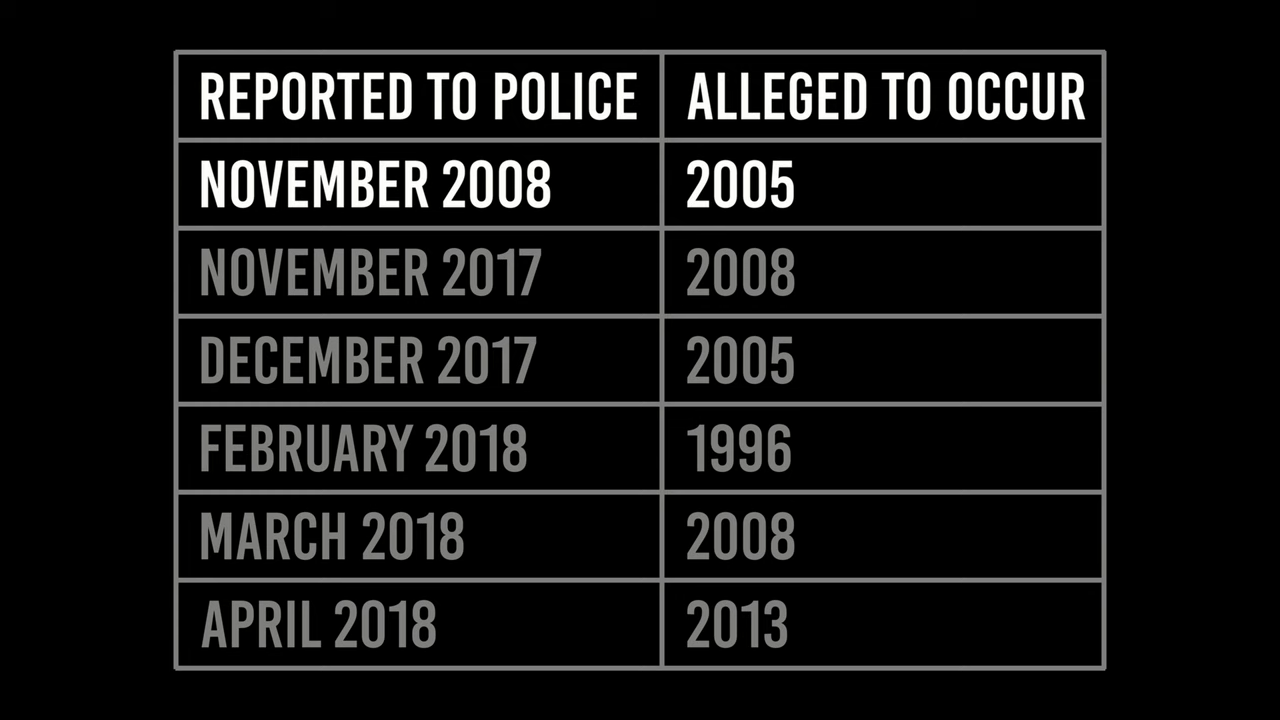 REPORTED TO POLICE ALLEGED TO OCCUR
NOVEMBER 2008 2005
NOVEMBER 2017 2008
DECEMBER 2017 2005
FEBRUARY 2018 1996
MARCH 2018 2008
APRIL 2018 2013